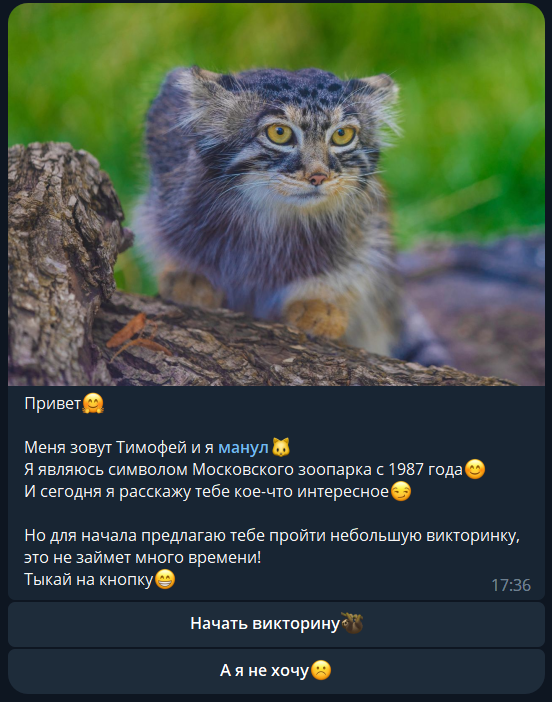 Привет🤗
Меня зовут Тимофей и я манул🐱
Я являюсь символом Московского зоопарка с 1987 года😊
И сегодня я расскажу тебе кое-что интересное😏
Но для начала предлагаю тебе пройти небольшую викторинку,
это не займет много времени!
Тыкай на кнопку😁
17:36
Начать викторину🦥
А я не хочу☹️